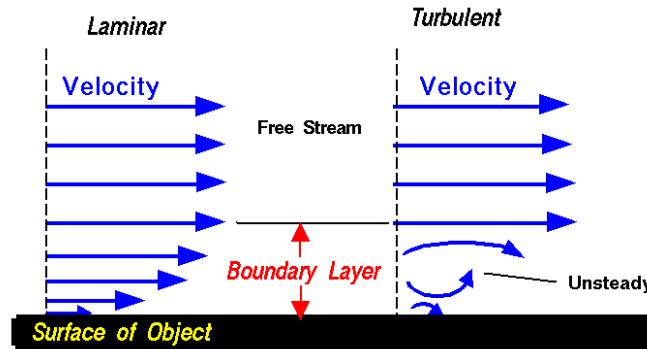 Laminar
Turbulent
Velocity
Velocity
Free Stream
Boundary Layer
Unsteady
Surface of Object